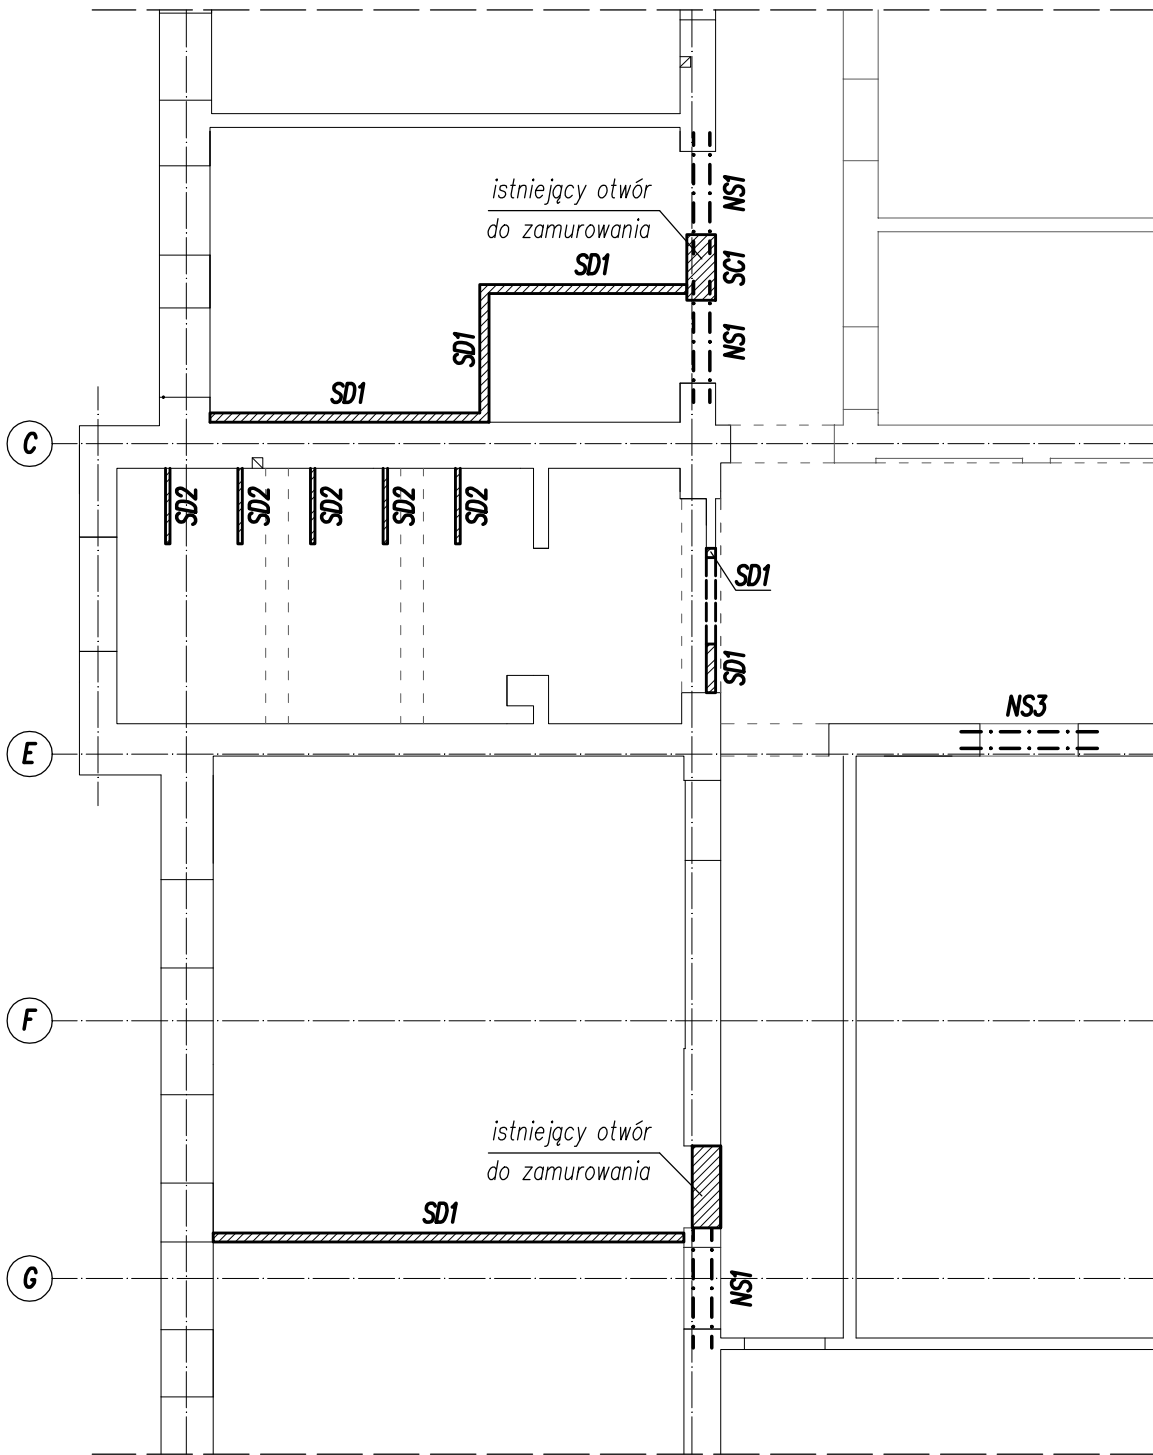 istniejący otwór
do zamurowania
NS1
SC1
SD1
NS1
SD1
SD1
C
SD2
SD2
SD2
SD2
SD2
SD1
SD1
NS3
E
F
istniejący otwór
do zamurowania
SD1
G
NS1